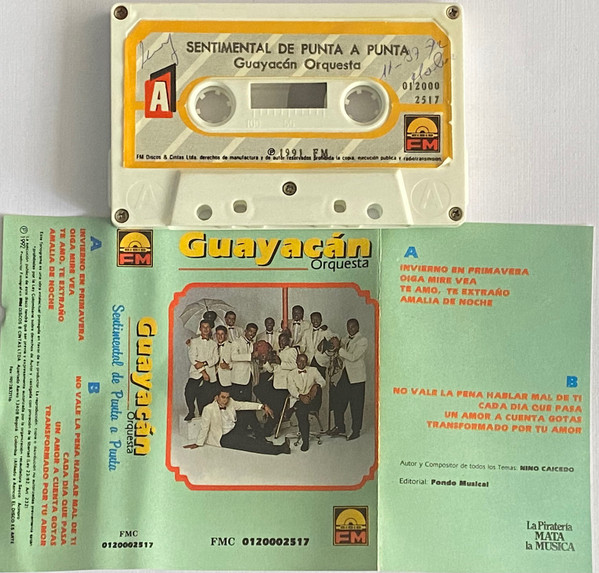 SENTIMENTAL DE PUNTA A PUNTA
Guayacán Orquesta
A
012000
2517
100 50 0
℗ 1991 FM
FM
FM Discos & Cintas Ltda. derechos de manufactura y de autor reservados prohibida la copia, ejecución publica y radiotransmision.
A
INVIERNO EN PRIMAVERA
OIGA MIRE VEA
TE AMO, TE EXTRAÑO
AMALIA DE NOCHE
B
NO VALE LA PENA HABLAR MAL DE TI
CADA DIA QUE PASA
UN AMOR A CUENTA GOTAS
TRANSFORMADO POR TU AMOR
FM
Guayacán
Orquesta
Sentimental de Punta a Punta
FMC
0120002517
Guayacán
Orquesta
FMC 0120002517
FM
A
INVIERNO EN PRIMAVERA
OIGA MIRE VEA
TE AMO, TE EXTRAÑO
AMALIA DE NOCHE
B
NO VALE LA PENA HABLAR MAL DE TI
CADA DIA QUE PASA
UN AMOR A CUENTA GOTAS
TRANSFORMADO POR TU AMOR
Autor y Compositor de todos los Temas: NINO CAICEDO
Editorial: Fondo Musical
La Piratería
MATA
la MUSICA